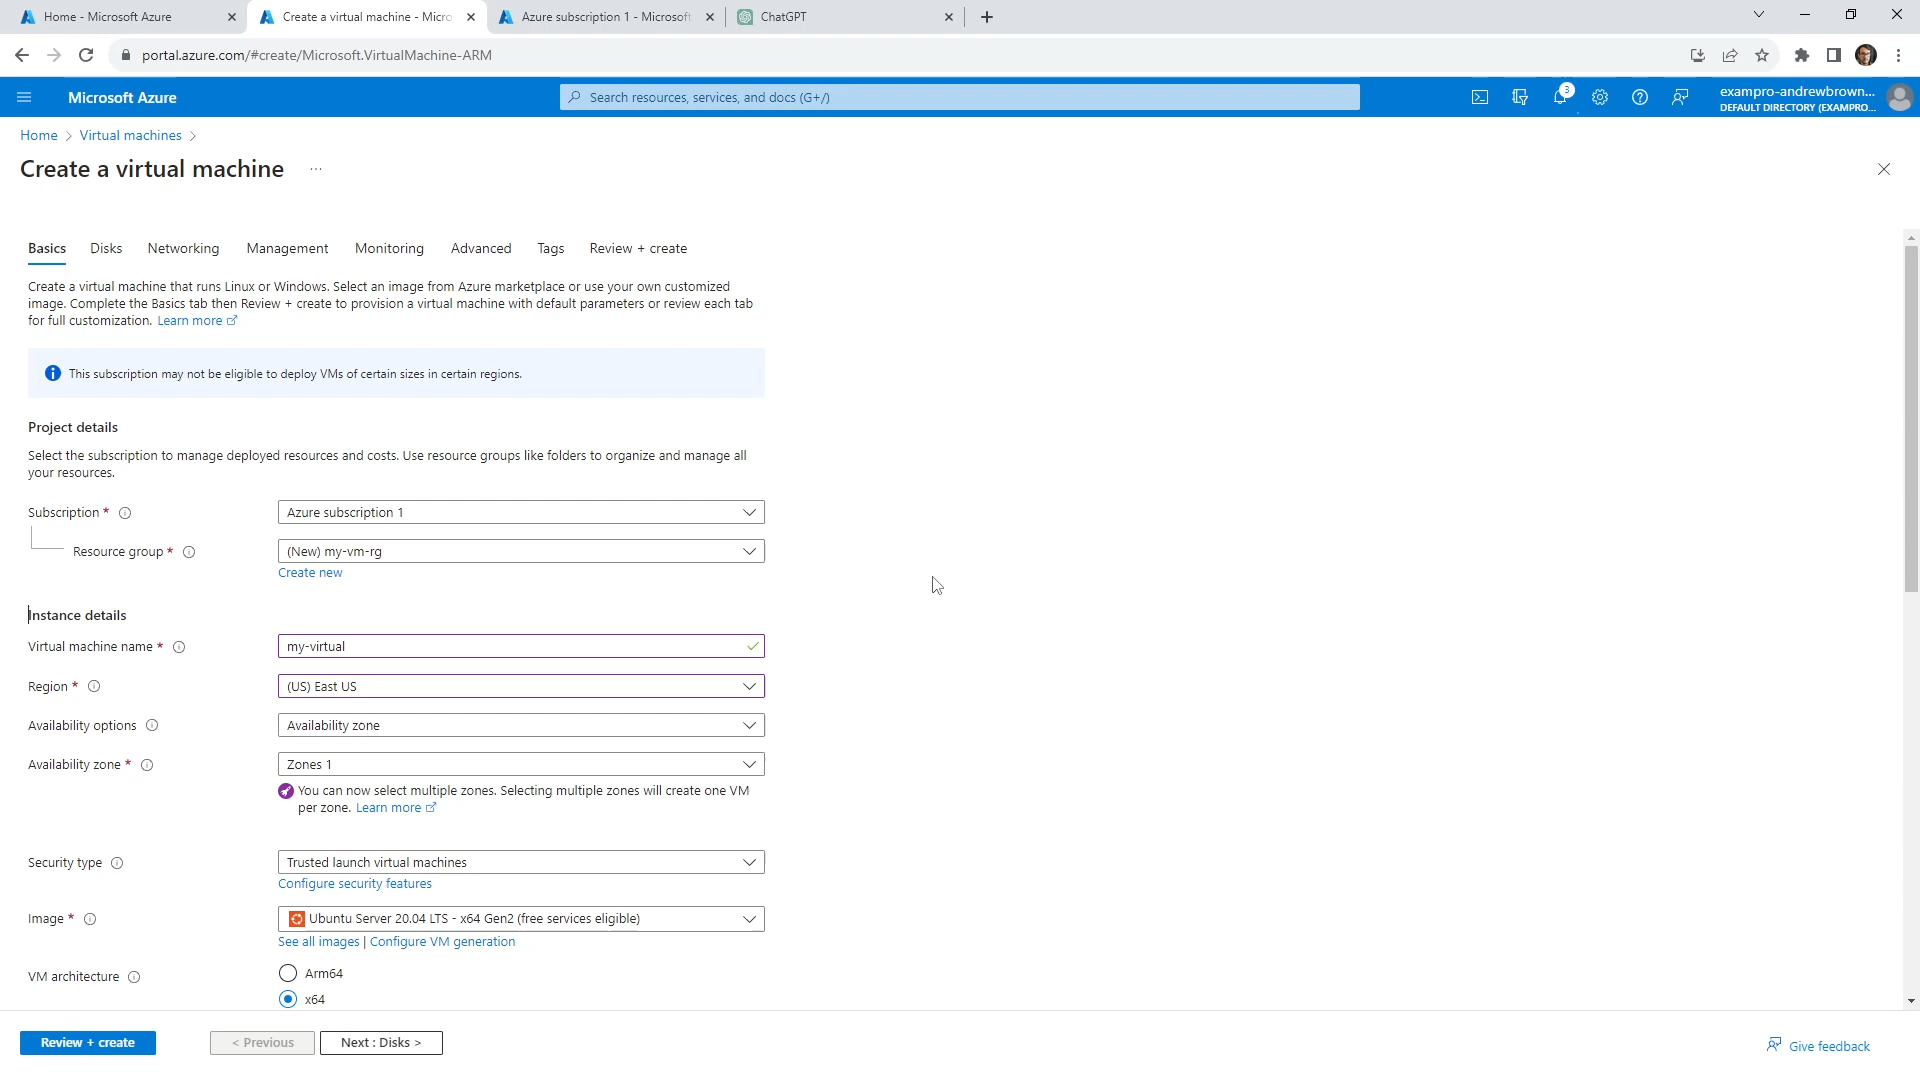 Home - Microsoft Azure
Create a virtual machine - Micro
Azure subscription 1 - Microsoft
ChatGPT
portal.azure.com/#create/Microsoft.VirtualMachine-ARM
Microsoft Azure
Search resources, services, and docs (G+/)
3
exampro-andrewbrown...
DEFAULT DIRECTORY (EXAMPRO...
Home > Virtual machines >
Create a virtual machine ...
Basics Disks Networking Management Monitoring Advanced Tags Review + create
Create a virtual machine that runs Linux or Windows. Select an image from Azure marketplace or use your own customized
image. Complete the Basics tab then Review + create to provision a virtual machine with default parameters or review each tab
for full customization. Learn more
This subscription may not be eligible to deploy VMs of certain sizes in certain regions.
Project details
Select the subscription to manage deployed resources and costs. Use resource groups like folders to organize and manage all
your resources.
Subscription * Azure subscription 1
Resource group * (New) my-vm-rg
Create new
Instance details
Virtual machine name * my-virtual
Region * (US) East US
Availability options Availability zone
Availability zone * Zones 1
You can now select multiple zones. Selecting multiple zones will create one VM
per zone. Learn more
Security type Trusted launch virtual machines
Configure security features
Image * Ubuntu Server 20.04 LTS - x64 Gen2 (free services eligible)
See all images | Configure VM generation
VM architecture Arm64
x64
Review + create < Previous Next : Disks > Give feedback